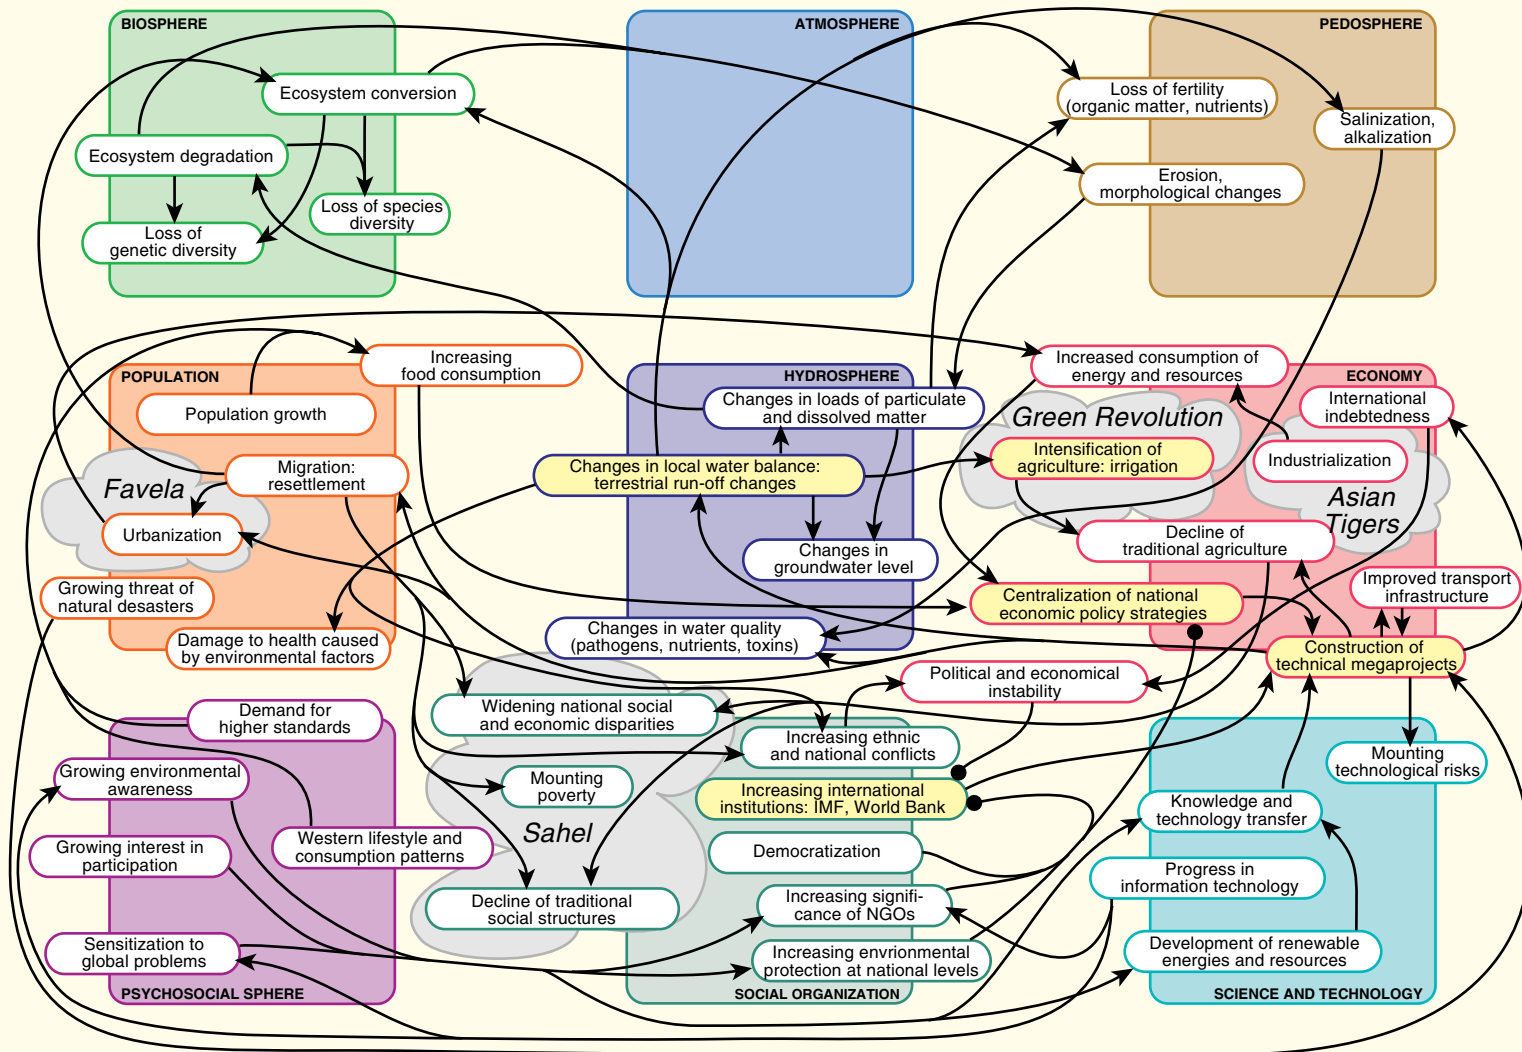 BIOSPHERE
ATMOSPHERE
PEDOSPHERE
Ecosystem conversion
Loss of fertility
(organic matter, nutrients)
Salinization,
alkalization
Ecosystem degradation
Erosion,
morphological changes
Loss of species
diversity
Loss of
genetic diversity
Increasing
food consumption
POPULATION
Population growth
HYDROSPHERE
Changes in loads of particulate
and dissolved matter
Increased consumption of
energy and resources
ECONOMY
International
indebtedness
Green Revolution
Migration:
resettlement
Favela
Urbanization
Changes in local water balance:
terrestrial run-off changes
Intensification of
agriculture: irrigation
Industrialization
Asian
Tigers
Decline of
traditional agriculture
Changes in
groundwater level
Growing threat of
natural desasters
Centralization of national
economic policy strategies
Improved transport
infrastructure
Damage to health caused
by environmental factors
Changes in water quality
(pathogens, nutrients, toxins)
Construction of
technical megaprojects
Political and economical
instability
Demand for
higher standards
Widening national social
and economic disparities
Increasing ethnic
and national conflicts
Mounting
technological risks
Growing environmental
awareness
Mounting
poverty
Increasing international
institutions: IMF, World Bank
Knowledge and
technology transfer
Sahel
Growing interest in
participation
Western lifestyle and
consumption patterns
Democratization
Progress in
information technology
Decline of traditional
social structures
Increasing signifi-
cance of NGOs
Sensitization to
global problems
Increasing envrionmental
protection at national levels
Development of renewable
energies and resources
PSYCHOSOCIAL SPHERE
SOCIAL ORGANIZATION
SCIENCE AND TECHNOLOGY